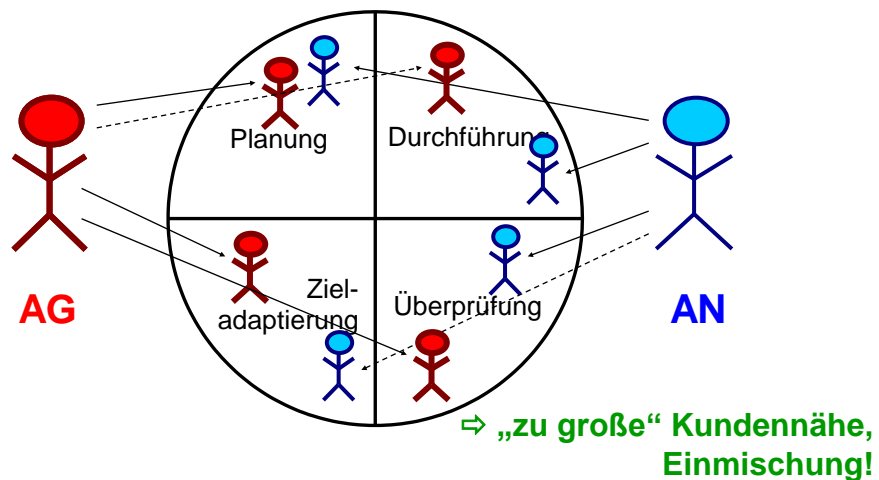 Planung
Durchführung
AG
Ziel-
adaptierung
Überprüfung
AN
⇨ „zu große“ Kundennähe,
Einmischung!